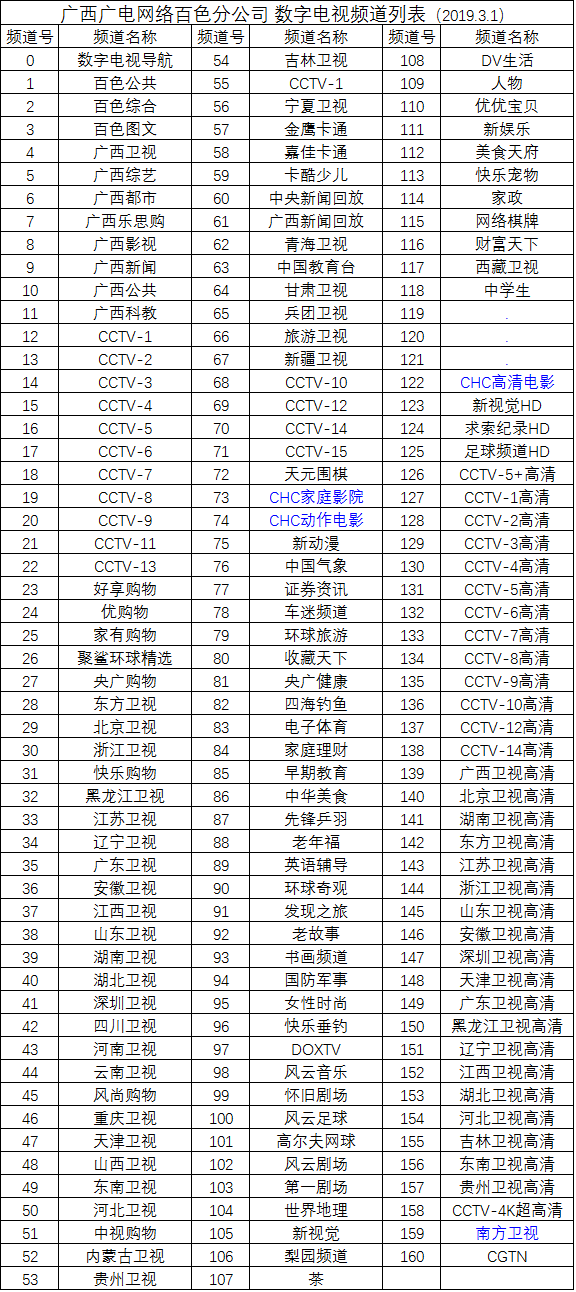 广西广电网络百色分公司 数字电视频道列表（2019.3.1）
频道号 频道名称 频道号 频道名称 频道号 频道名称
0 数字电视导航 54 吉林卫视 108 DV生活
1 百色公共 55 CCTV-1 109 人物
2 百色综合 56 宁夏卫视 110 优优宝贝
3 百色图文 57 金鹰卡通 111 新娱乐
4 广西卫视 58 嘉佳卡通 112 美食天府
5 广西综艺 59 卡酷少儿 113 快乐宠物
6 广西都市 60 中央新闻回放 114 家政
7 广西乐思购 61 广西新闻回放 115 网络棋牌
8 广西影视 62 青海卫视 116 财富天下
9 广西新闻 63 中国教育台 117 西藏卫视
10 广西公共 64 甘肃卫视 118 中学生
11 广西科教 65 兵团卫视 119 .
12 CCTV-1 66 旅游卫视 120 .
13 CCTV-2 67 新疆卫视 121 .
14 CCTV-3 68 CCTV-10 122 CHC高清电影
15 CCTV-4 69 CCTV-12 123 新视觉HD
16 CCTV-5 70 CCTV-14 124 求索纪录HD
17 CCTV-6 71 CCTV-15 125 足球频道HD
18 CCTV-7 72 天元围棋 126 CCTV-5+高清
19 CCTV-8 73 CHC家庭影院 127 CCTV-1高清
20 CCTV-9 74 CHC动作电影 128 CCTV-2高清
21 CCTV-11 75 新动漫 129 CCTV-3高清
22 CCTV-13 76 中国气象 130 CCTV-4高清
23 好享购物 77 证券资讯 131 CCTV-5高清
24 优购物 78 车迷频道 132 CCTV-6高清
25 家有购物 79 环球旅游 133 CCTV-7高清
26 聚鲨环球精选 80 收藏天下 134 CCTV-8高清
27 央广购物 81 央广健康 135 CCTV-9高清
28 东方卫视 82 四海钓鱼 136 CCTV-10高清
29 北京卫视 83 电子体育 137 CCTV-12高清
30 浙江卫视 84 家庭理财 138 CCTV-14高清
31 快乐购物 85 早期教育 139 广西卫视高清
32 黑龙江卫视 86 中华美食 140 北京卫视高清
33 江苏卫视 87 先锋乒羽 141 湖南卫视高清
34 辽宁卫视 88 老年福 142 东方卫视高清
35 广东卫视 89 英语辅导 143 江苏卫视高清
36 安徽卫视 90 环球奇观 144 浙江卫视高清
37 江西卫视 91 发现之旅 145 山东卫视高清
38 山东卫视 92 老故事 146 安徽卫视高清
39 湖南卫视 93 书画频道 147 深圳卫视高清
40 湖北卫视 94 国防军事 148 天津卫视高清
41 深圳卫视 95 女性时尚 149 广东卫视高清
42 四川卫视 96 快乐垂钓 150 黑龙江卫视高清
43 河南卫视 97 DOXTV 151 辽宁卫视高清
44 云南卫视 98 风云音乐 152 江西卫视高清
45 风尚购物 99 怀旧剧场 153 湖北卫视高清
46 重庆卫视 100 风云足球 154 河北卫视高清
47 天津卫视 101 高尔夫网球 155 吉林卫视高清
48 山西卫视 102 风云剧场 156 东南卫视高清
49 东南卫视 103 第一剧场 157 贵州卫视高清
50 河北卫视 104 世界地理 158 CCTV-4K超高清
51 中视购物 105 新视觉 159 南方卫视
52 内蒙古卫视 106 梨园频道 160 CGTN
53 贵州卫视 107 茶